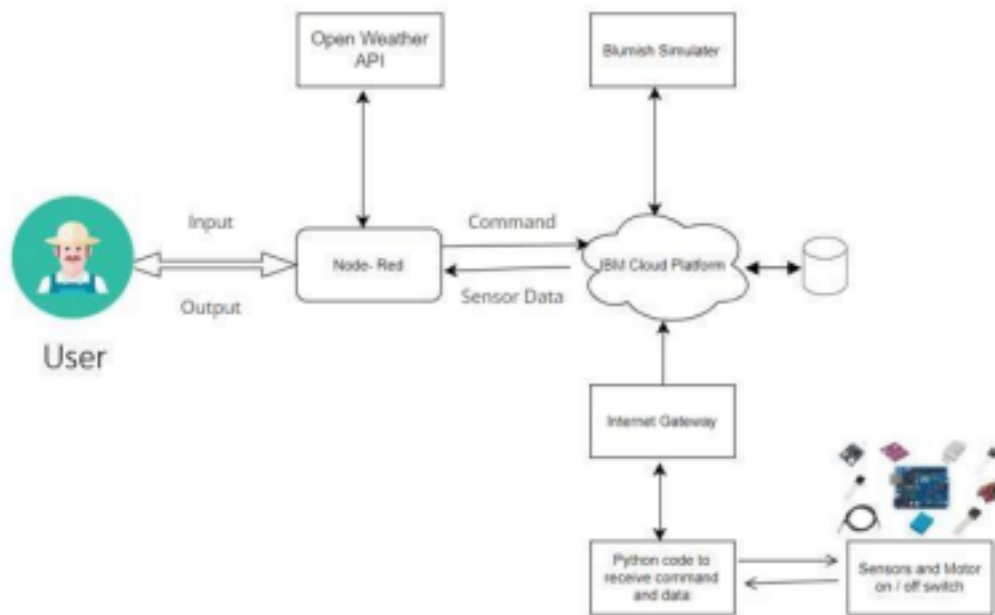 Open Weather
API
Blumish Simulater
Input
Command
Node- Red
IBM Cloud Platform
Output
Sensor Data
User
Internet Gateway
Python code to
receive command
and data
Sensors and Motor
on / off switch